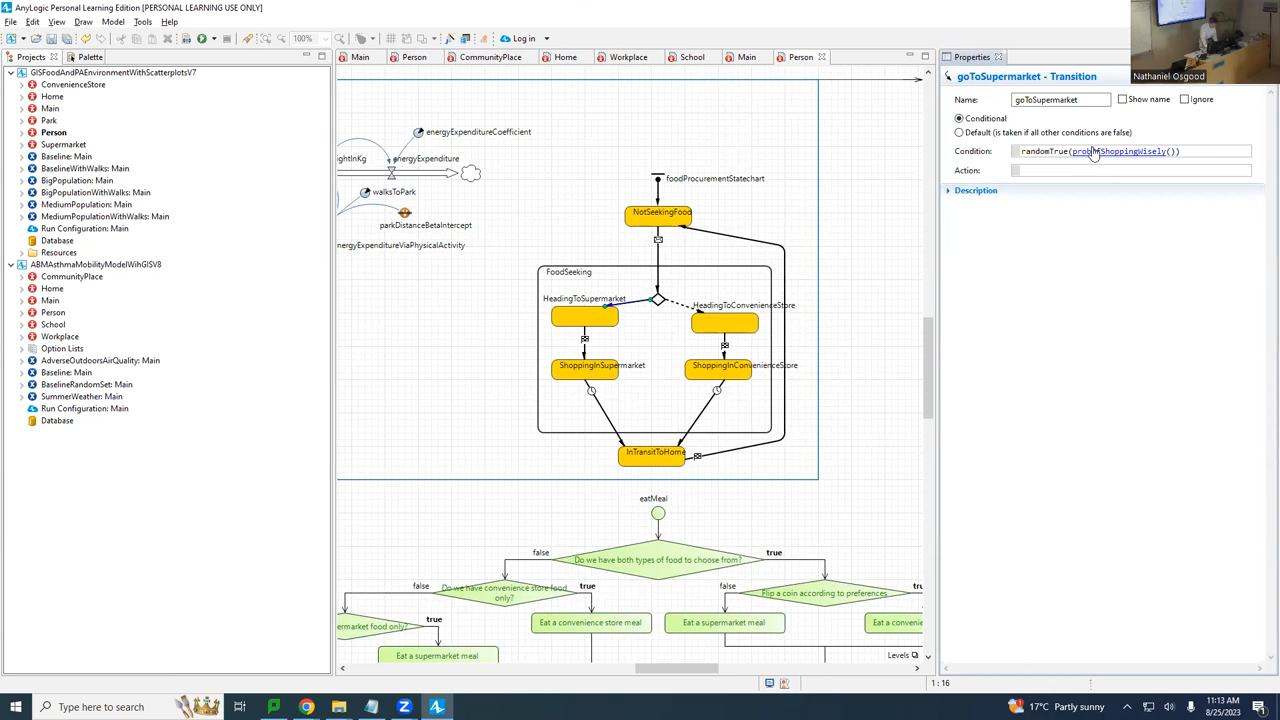 AnyLogic Personal Learning Edition [PERSONAL LEARNING USE ONLY]
File Edit View Draw Model Tools Help
100% Log in
Projects Palette
Main Person ConvenienceStore Home Workplace School Main Person
GISFoodAndPAEnvironmentWithScatterplotsV7
ConvenienceStore
Home
Main
Park
Person
Supermarket
Baseline: Main
BaselineWithWalks: Main
BigPopulation: Main
BigPopulationWithWalks: Main
MediumPopulation: Main
MediumPopulationWithWalks: Main
Run Configuration: Main
Database
Resources
ABMAsthmaMobilityModelWihGISV8
CommunityPlace
Home
Main
Person
School
Workplace
Option Lists
AdverseOutdoorsAirQuality: Main
Baseline: Main
BaselineRandomSet: Main
SummerWeather: Main
Run Configuration: Main
Database
energyExpenditureCoefficient
ightInKg
energyExpenditure
walksToPark
parkDistanceBetaIntercept
nergyExpenditureViaPhysicalActivity
foodProcurementStatechart
NotSeekingFood
FoodSeeking
HeadingToSupermarket
HeadingToConvenienceStore
ShoppingInSupermarket
ShoppingInConvenienceStore
InTransitToHome
eatMeal
Do we have both types of food to choose from?
false
true
Do we have convenience store food only?
false
true
Flip a coin according to preferences
false
tru
ermarket food only?
true
Eat a convenience store meal
Eat a supermarket meal
Eat a conveni
Eat a supermarket meal
Levels
Properties
goToSupermarket - Transition
Name: goToSupermarket Show name Ignore
Conditional
Default (is taken if all other conditions are false)
Condition: randomTrue(probOfShoppingWisely())
Action:
Description
Nathaniel Osgood
1 : 16
Type here to search
17°C Partly sunny
11:13 AM
8/25/2023